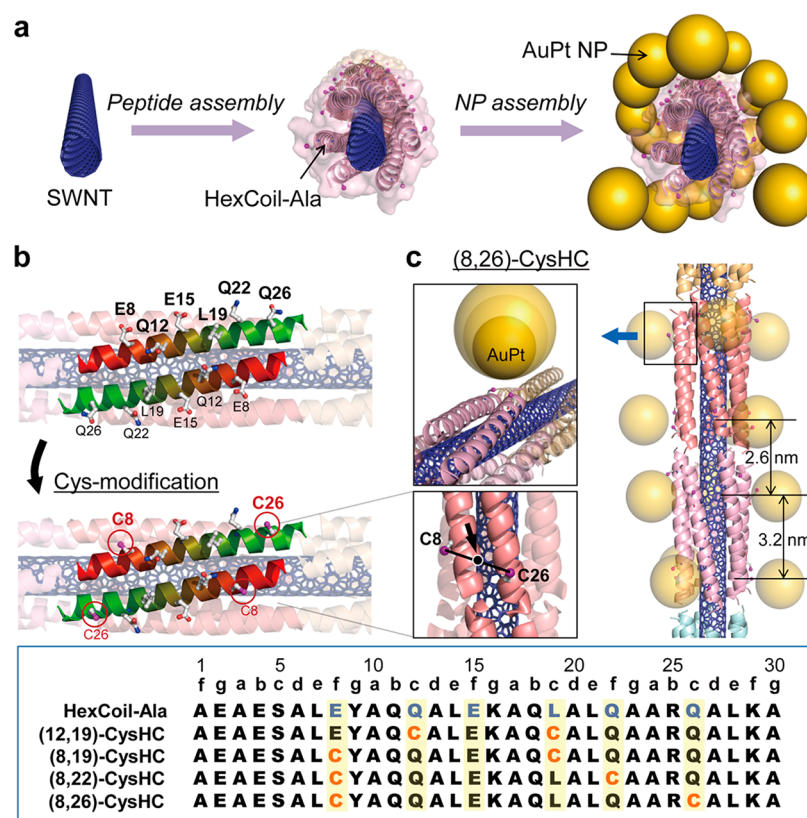 a
AuPt NP
Peptide assembly
NP assembly
SWNT
HexCoil-Ala
b
E8
Q12
E15
L19
Q22
Q26
Q26
Q22
L19
E15
Q12
E8
Cys-modification
C8
C26
C26
C8
c
(8,26)-CysHC
AuPt
C8
C26
2.6 nm
3.2 nm
1 5 10 15 20 25 30
f g a b c d e f g a b c d e f g a b c d e f g a b c d e f g
HexCoil-Ala A E A E S A L E Y A Q Q A L E K A Q L A L Q A A R Q A L K A
(12,19)-CysHC A E A E S A L E Y A Q C A L E K A Q C A L Q A A R Q A L K A
(8,19)-CysHC A E A E S A L C Y A Q Q A L E K A Q C A L Q A A R Q A L K A
(8,22)-CysHC A E A E S A L C Y A Q Q A L E K A Q L A L C A A R Q A L K A
(8,26)-CysHC A E A E S A L C Y A Q Q A L E K A Q L A L Q A A R C A L K A